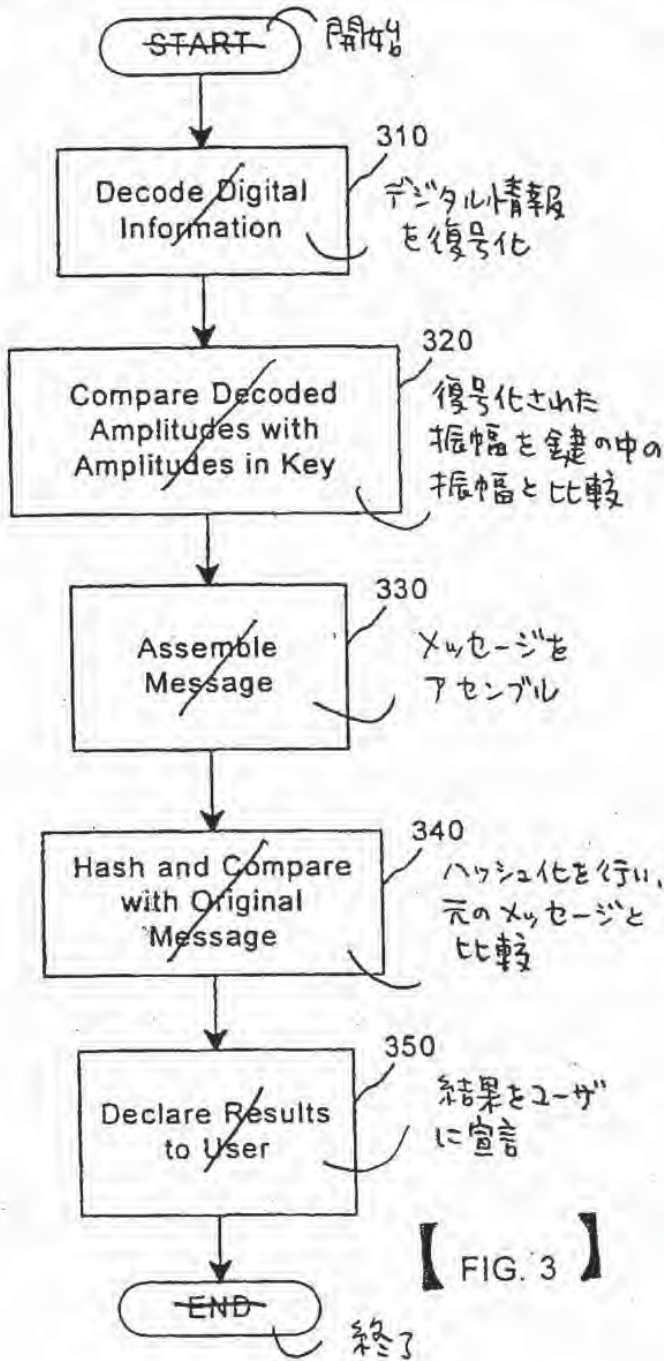 START
開始
310
Decode Digital
Information
デジタル情報
を復号化
320
Compare Decoded
Amplitudes with
Amplitudes in Key
復号化された
振幅を鍵の中の
振幅と比較
330
Assemble
Message
メッセージを
アセンブル
340
Hash and Compare
with Original
Message
ハッシュ化を行い、
元のメッセージと
比較
350
Declare Results
to User
結果をユーザ
に宣言
END
終了
【 FIG. 3 】